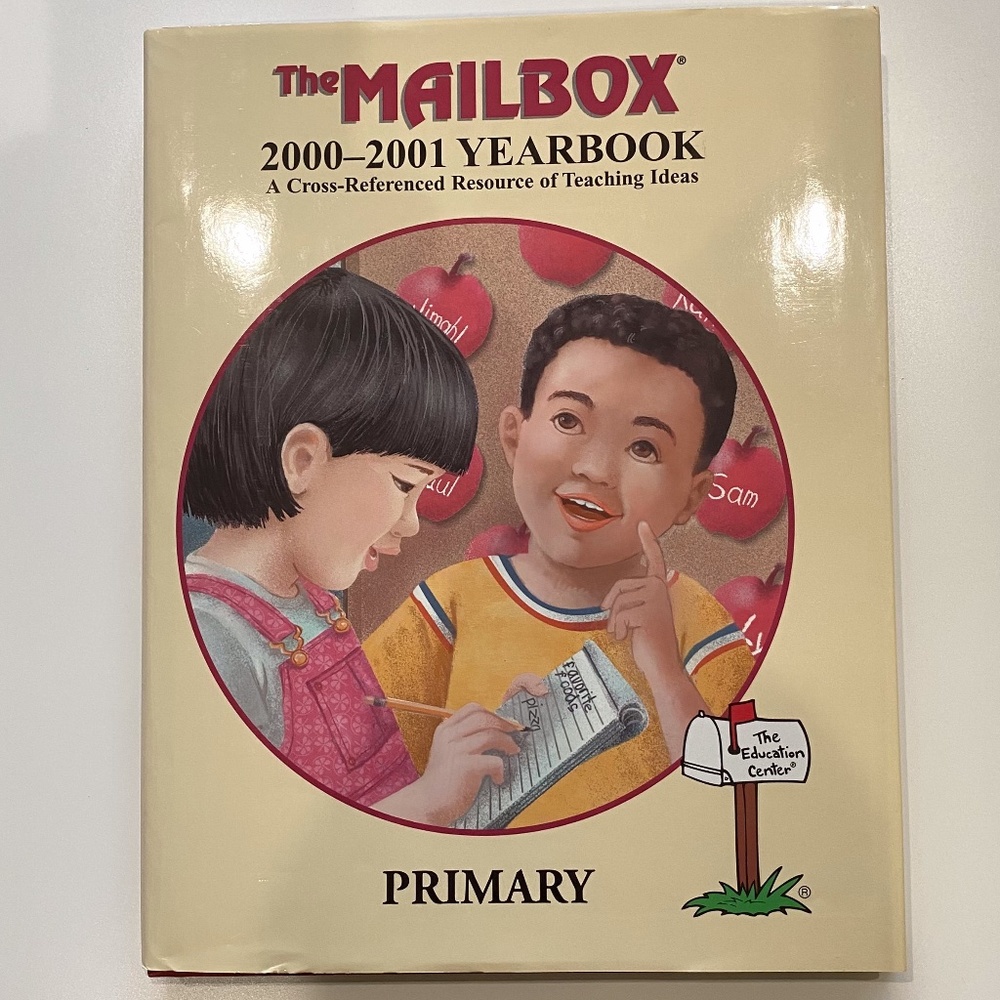 The MAILBOX®
2000–2001 YEARBOOK
A Cross-Referenced Resource of Teaching Ideas
Sam
favorite
foods
pizza
The
Education
Center®
PRIMARY
®